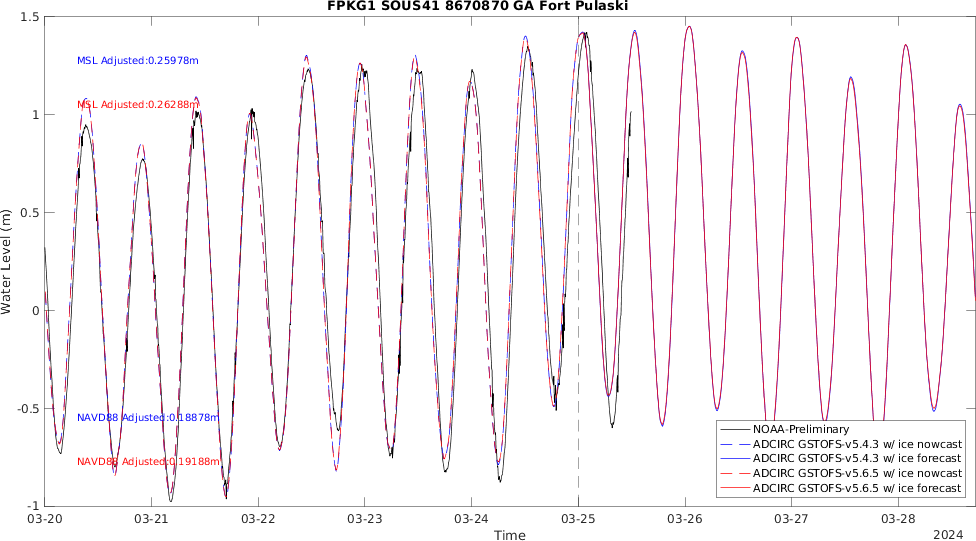 FPKG1 SOUS41 8670870 GA Fort Pulaski
1.5
1
0.5
0
-0.5
-1
Water Level (m)
MSL Adjusted:0.25978m
MSL Adjusted:0.26288m
NAVD88 Adjusted:0.18878m
NAVD88 Adjusted:0.19188m
NOAA-Preliminary
ADCIRC GSTOFS-v5.4.3 w/ ice nowcast
ADCIRC GSTOFS-v5.4.3 w/ ice forecast
ADCIRC GSTOFS-v5.6.5 w/ ice nowcast
ADCIRC GSTOFS-v5.6.5 w/ ice forecast
03-20 03-21 03-22 03-23 03-24 03-25 03-26 03-27 03-28
Time
2024